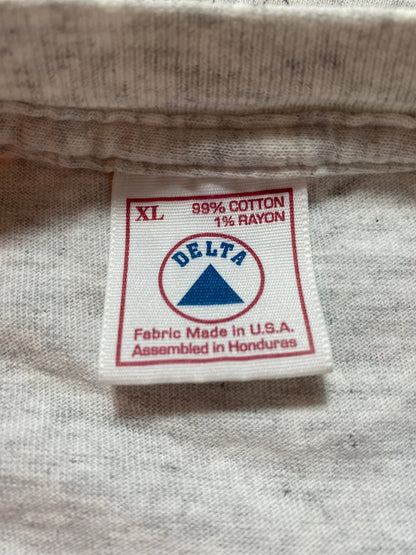 XL 99% COTTON
1% RAYON
DELTA
Fabric Made in U.S.A.
Assembled in Honduras